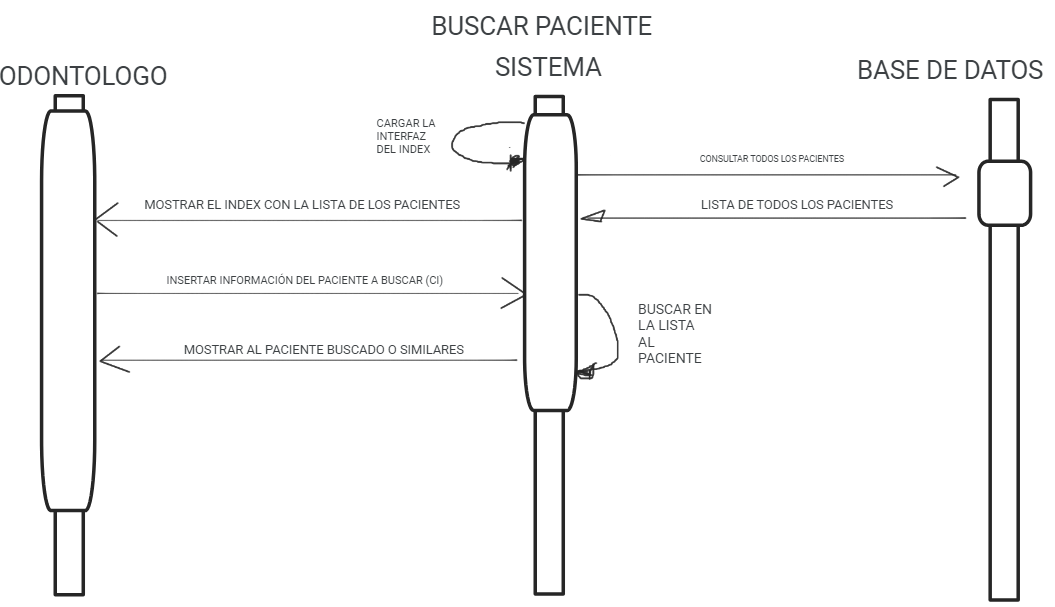 BUSCAR PACIENTE
ODONTOLOGO
SISTEMA
BASE DE DATOS
CARGAR LA
INTERFAZ
DEL INDEX
CONSULTAR TODOS LOS PACIENTES
MOSTRAR EL INDEX CON LA LISTA DE LOS PACIENTES
LISTA DE TODOS LOS PACIENTES
INSERTAR INFORMACIÓN DEL PACIENTE A BUSCAR (CI)
BUSCAR EN
LA LISTA
AL
PACIENTE
MOSTRAR AL PACIENTE BUSCADO O SIMILARES